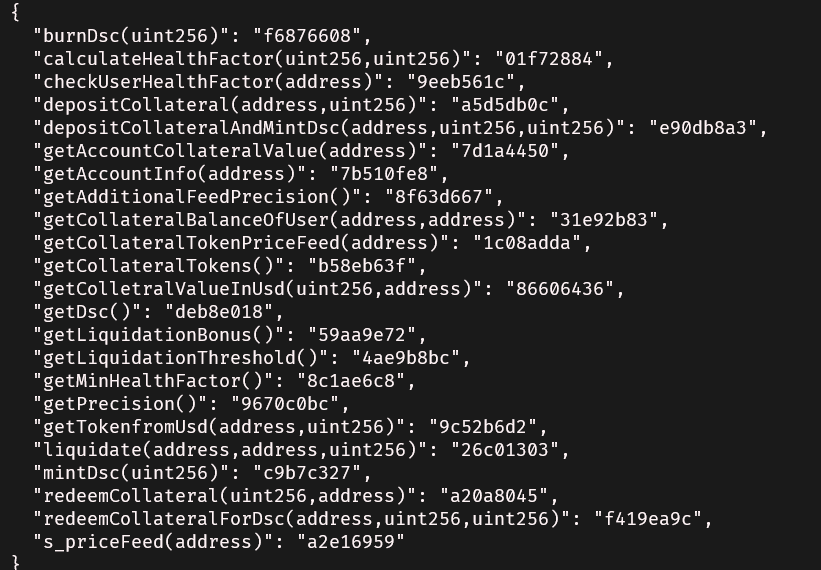 {
"burnDsc(uint256)": "f6876608",
"calculateHealthFactor(uint256,uint256)": "01f72884",
"checkUserHealthFactor(address)": "9eeb561c",
"depositCollateral(address,uint256)": "a5d5db0c",
"depositCollateralAndMintDsc(address,uint256,uint256)": "e90db8a3",
"getAccountCollateralValue(address)": "7d1a4450",
"getAccountInfo(address)": "7b510fe8",
"getAdditionalFeedPrecision()": "8f63d667",
"getCollateralBalanceOfUser(address,address)": "31e92b83",
"getCollateralTokenPriceFeed(address)": "1c08adda",
"getCollateralTokens()": "b58eb63f",
"getColletralValueInUsd(uint256,address)": "86606436",
"getDsc()": "deb8e018",
"getLiquidationBonus()": "59aa9e72",
"getLiquidationThreshold()": "4ae9b8bc",
"getMinHealthFactor()": "8c1ae6c8",
"getPrecision()": "9670c0bc",
"getTokenfromUsd(address,uint256)": "9c52b6d2",
"liquidate(address,address,uint256)": "26c01303",
"mintDsc(uint256)": "c9b7c327",
"redeemCollateral(uint256,address)": "a20a8045",
"redeemCollateralForDsc(address,uint256,uint256)": "f419ea9c",
"s_priceFeed(address)": "a2e16959"
}